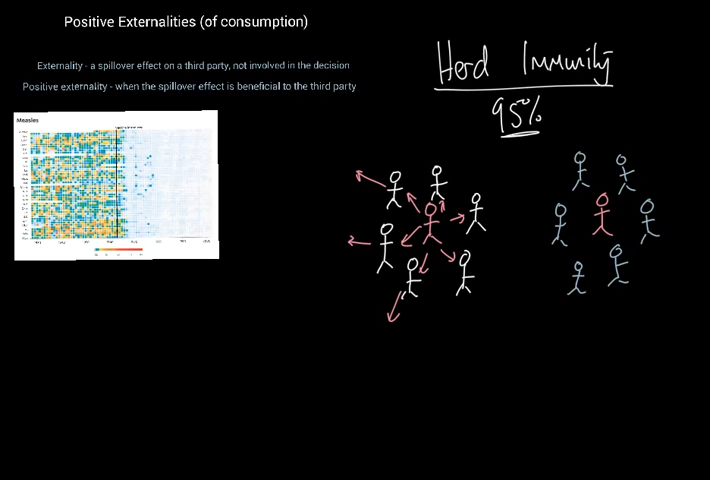 Positive Externalities (of consumption)
Externality - a spillover effect on a third party, not involved in the decision
Positive externality - when the spillover effect is beneficial to the third party
Herd Immunity
95%
Measles